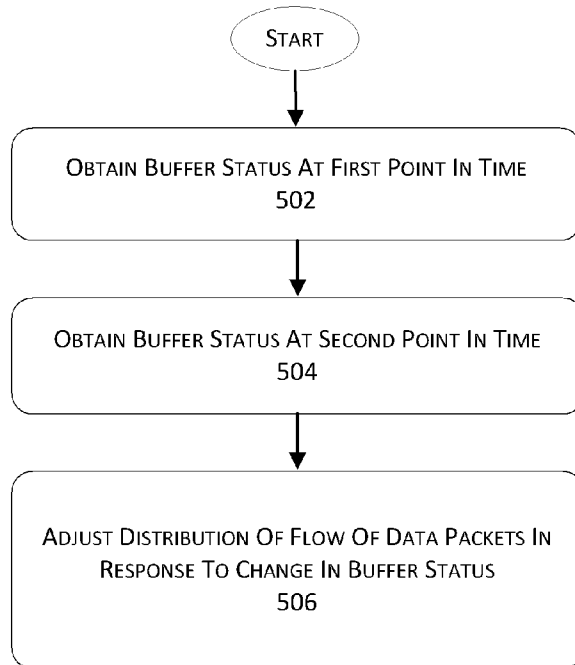 START
OBTAIN BUFFER STATUS AT FIRST POINT IN TIME
502
OBTAIN BUFFER STATUS AT SECOND POINT IN TIME
504
ADJUST DISTRIBUTION OF FLOW OF DATA PACKETS IN
RESPONSE TO CHANGE IN BUFFER STATUS
506